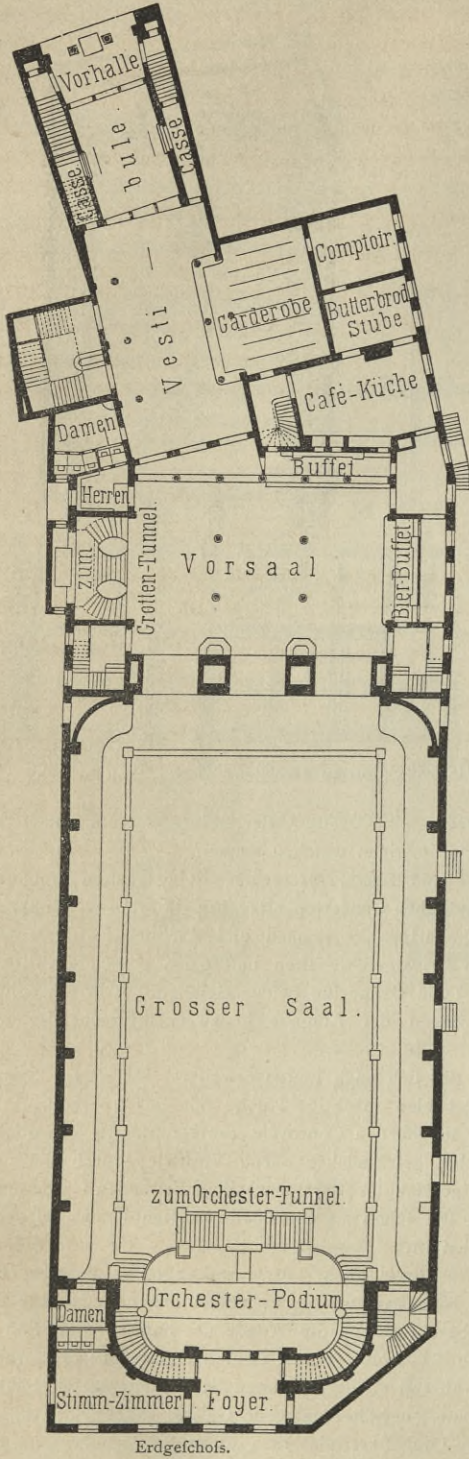 Vorhalle
Casse
Casse
Vesti
bule.
Garderobe
Comptoir.
Butterbrod
Stube
Café-Küche
Damen
Buffet.
Herren
zum
Grotten-Tunnel.
Vorsaal
Bier-Buffet
Grosser Saal.
zum Orchester-Tunnel.
Orchester-Podium
Damen
Stimm-Zimmer
Foyer.
Erdgeſchoſs.